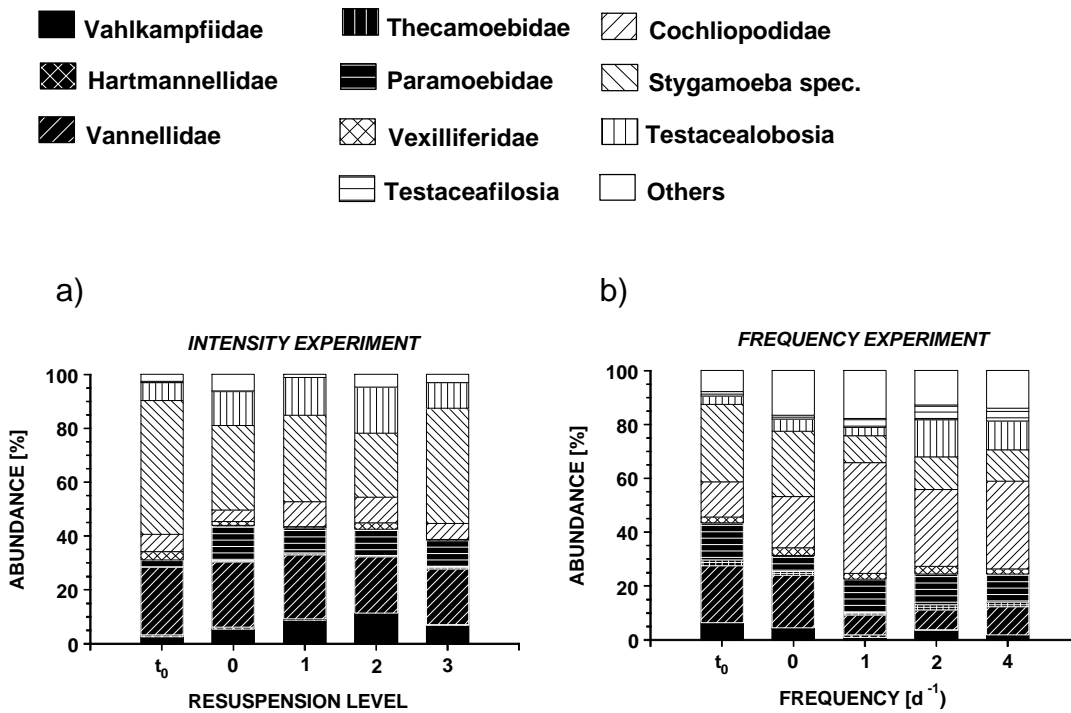 Vahlkampfiidae Thecamoebidae Cochliopodidae
Hartmannellidae Paramoebidae Stygamoeba spec.
Vannellidae Vexilliferidae Testacealobosia
Testaceafilosia Others
a)
INTENSITY EXPERIMENT
100
80
60
40
20
0
ABUNDANCE [%]
t0 0 1 2 3
RESUSPENSION LEVEL
b)
FREQUENCY EXPERIMENT
100
80
60
40
20
0
ABUNDANCE [%]
t0 0 1 2 4
FREQUENCY [d -1]